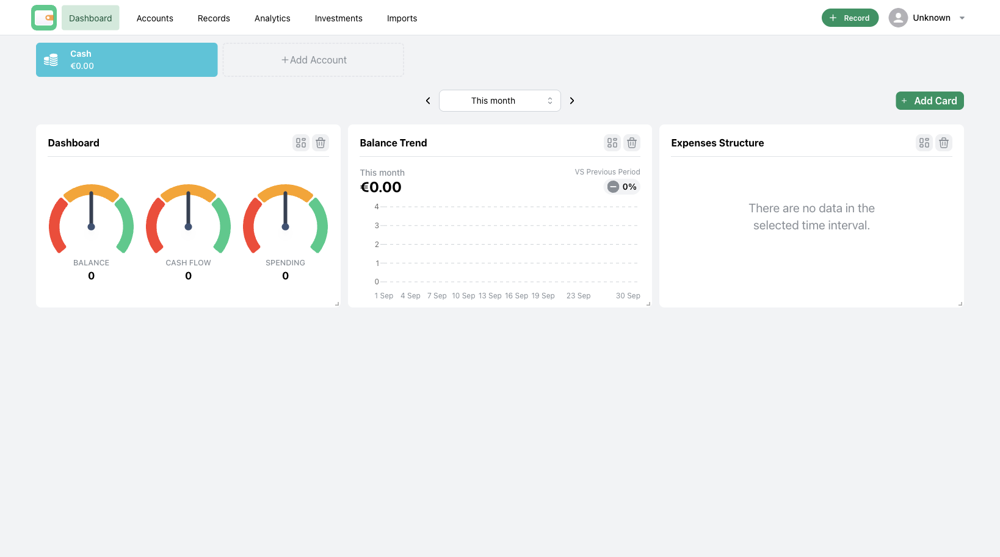 Dashboard
Accounts
Records
Analytics
Investments
Imports
+ Record
Unknown
Cash
€0.00
+ Add Account
This month
+ Add Card
Dashboard
BALANCE
0
CASH FLOW
0
SPENDING
0
Balance Trend
This month
VS Previous Period
€0.00
0%
4
3
2
1
0
1 Sep 4 Sep 7 Sep 10 Sep 13 Sep 16 Sep 19 Sep 23 Sep 30 Sep
Expenses Structure
There are no data in the
selected time interval.